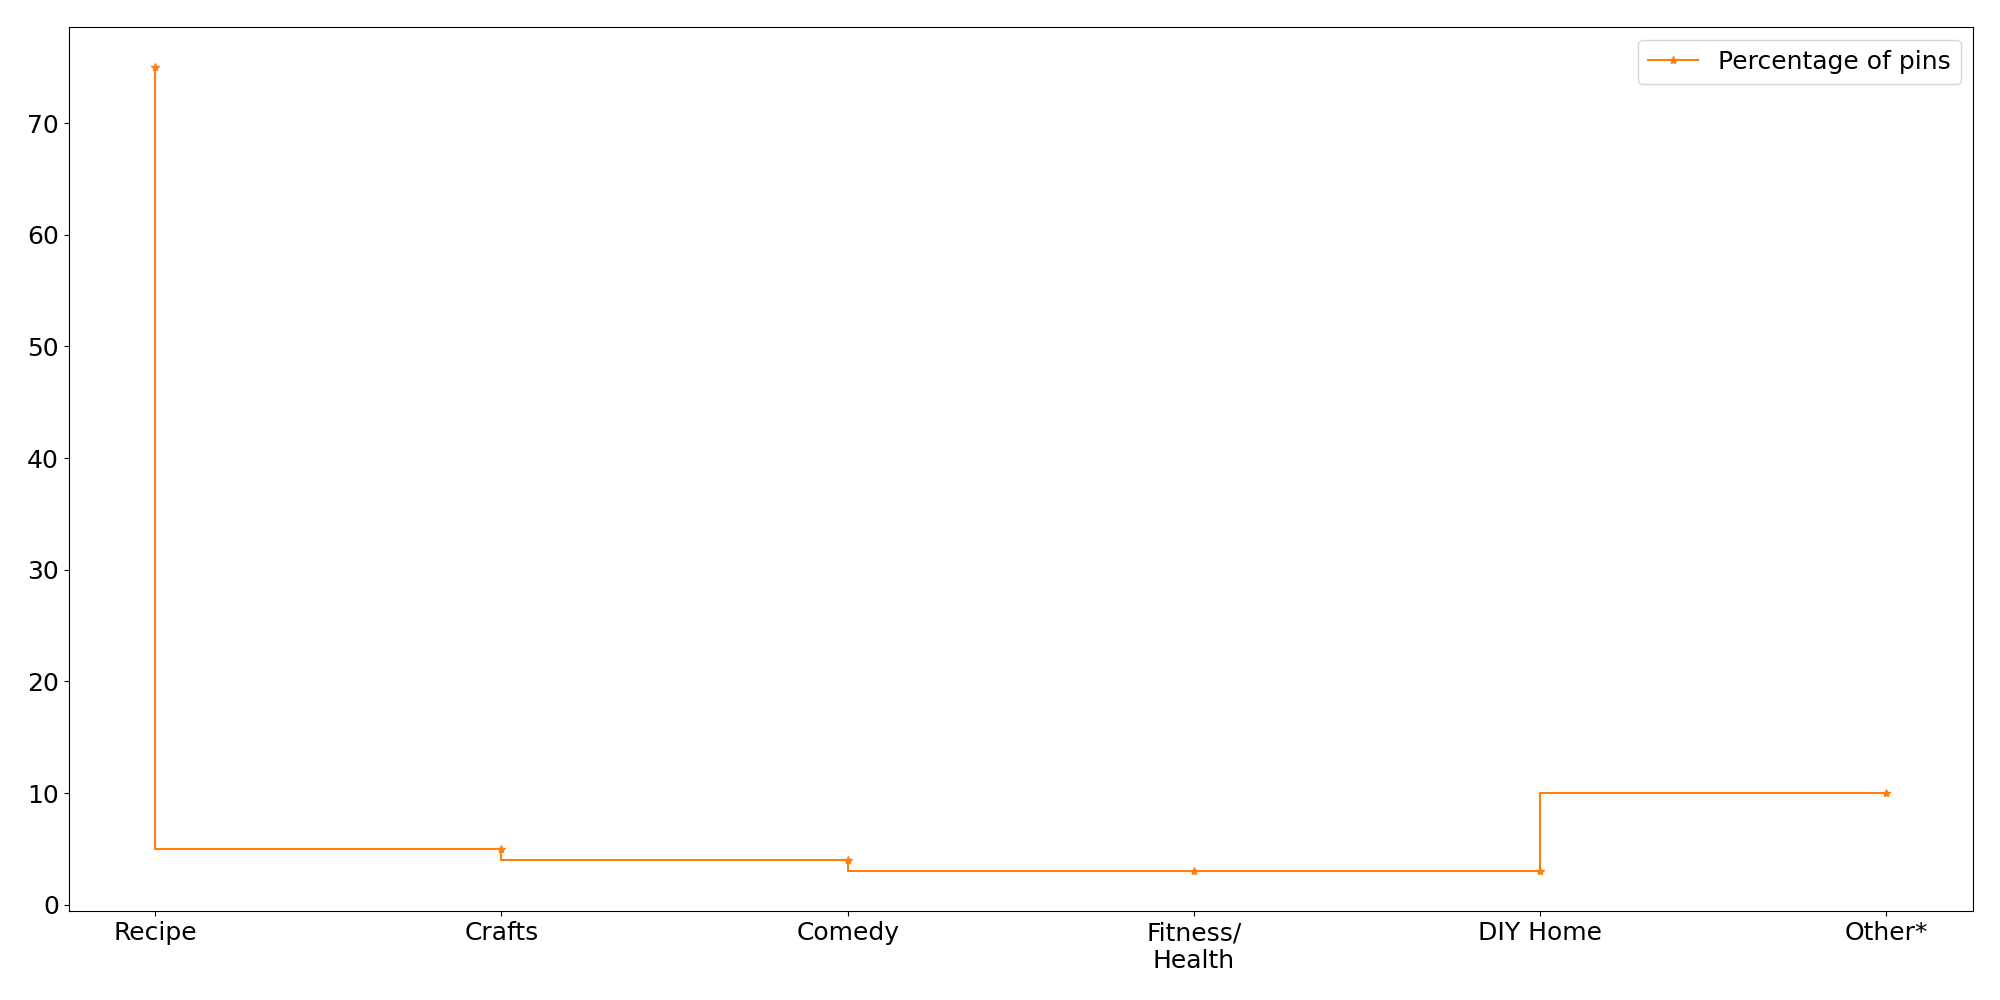 Percentage of pins
70
60
50
40
30
20
10
0
Recipe
Crafts
Comedy
Fitness/
Health
DIY Home
Other*